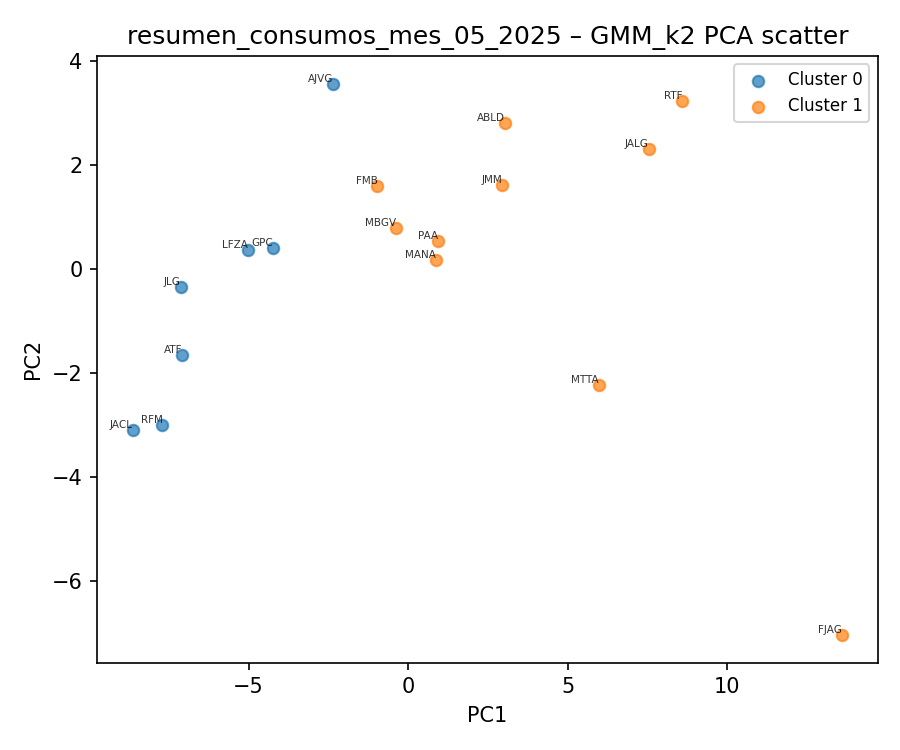 resumen_consumos_mes_05_2025 – GMM_k2 PCA scatter
4
2
0
−2
−4
−6
PC2
AJVG
RTF
ABLD
JALG
FMB
JMM
MBGV
PAA
LFZA
GPC
MANA
JLG
ATF
MTTA
JACL
RFM
FJAG
Cluster 0
Cluster 1
−5
0
5
10
PC1